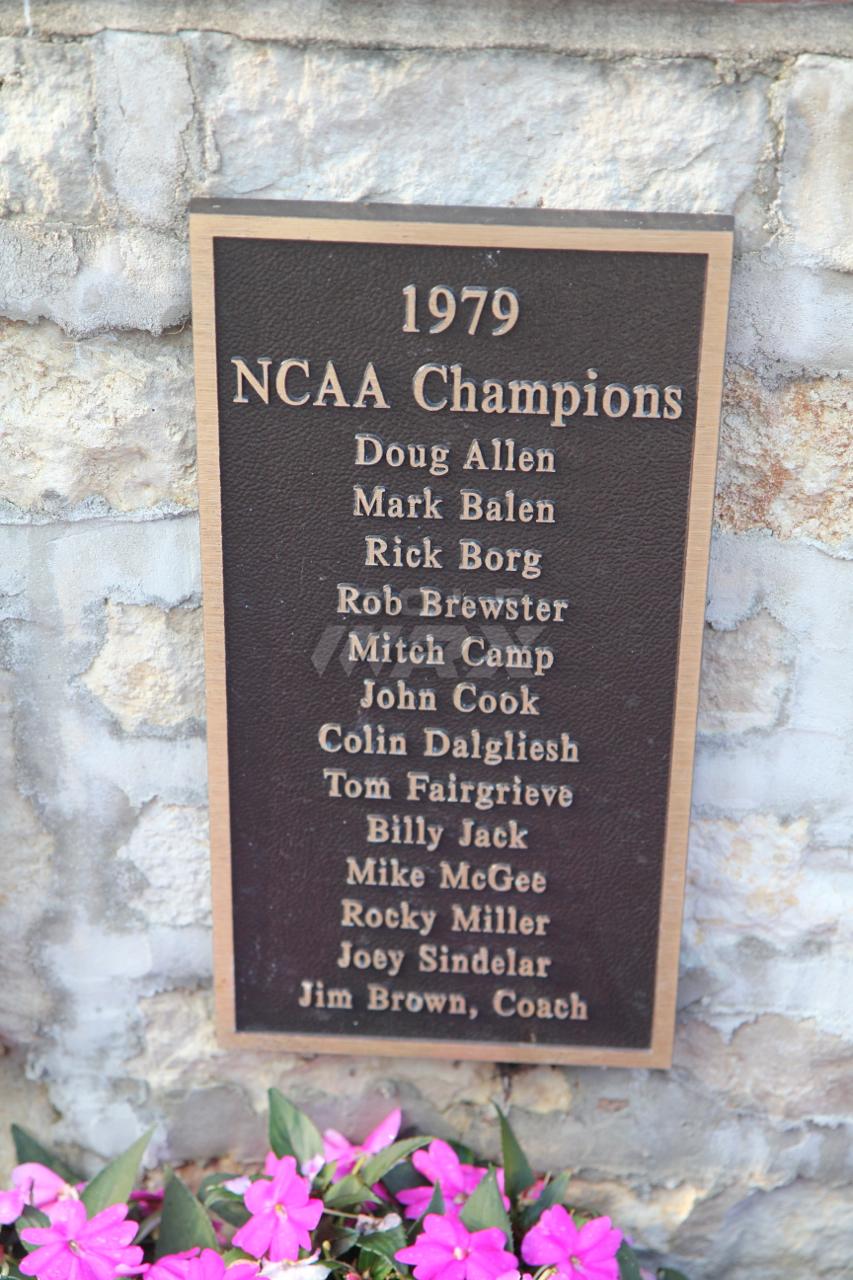 1979
NCAA Champions
Doug Allen
Mark Balen
Rick Borg
Rob Brewster
Mitch Camp
John Cook
Colin Dalgliesh
Tom Fairgrieve
Billy Jack
Mike McGee
Rocky Miller
Joey Sindelar
Jim Brown, Coach